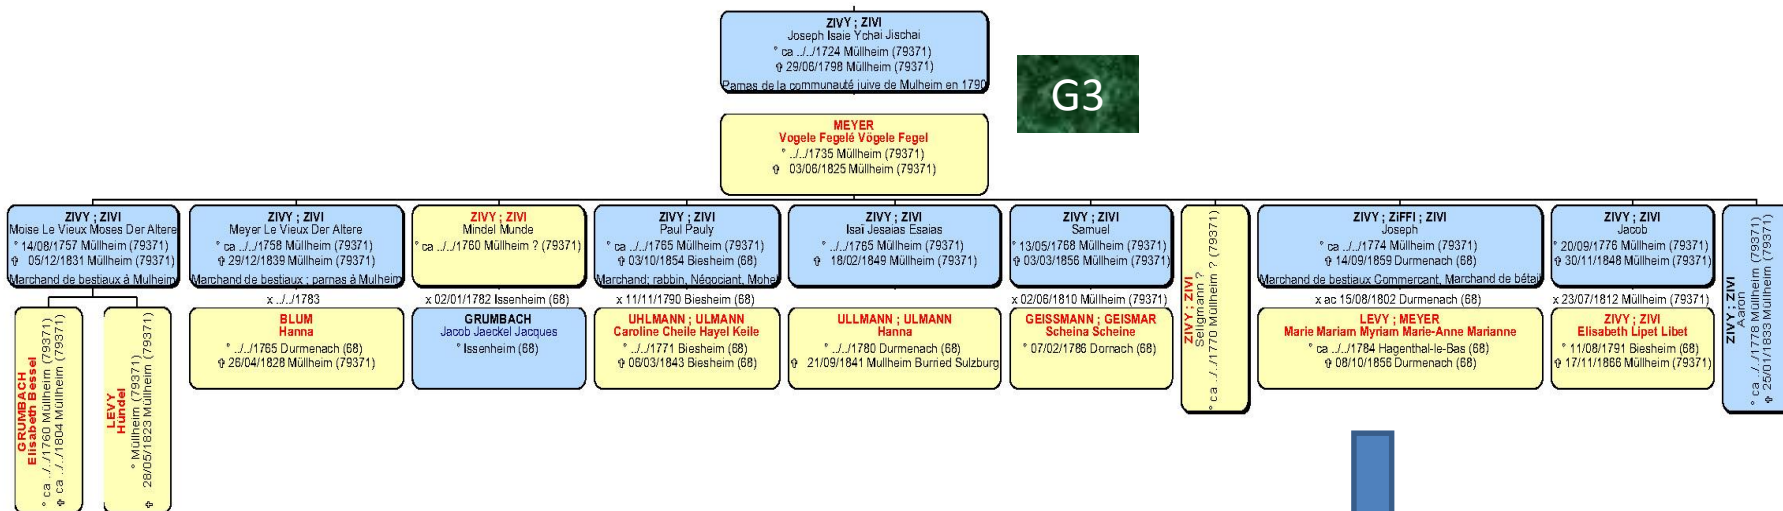 ZIVY ; ZIVI
Joseph Isaie Ychai Jischai
° ca ../../1724 Müllheim (79371)
✞ 29/06/1798 Müllheim (79371)
Parnas de la communauté juive de Mulheim en 1790
G3
MEYER
Vogele Fegelé Vögele Fegel
° ../../1735 Müllheim (79371)
✞ 03/06/1825 Müllheim (79371)
ZIVY ; ZIVI
Moise Le Vieux Moses Der Altere
° 14/08/1757 Müllheim (79371)
✞ 05/12/1831 Müllheim (79371)
Marchand de bestiaux à Mulheim
GRUMBACH
Elisabeth Bessel
° ca ../../1760 Müllheim (79371)
✞ ca ../../1804 Müllheim (79371)
LEVY
Hündel
° Müllheim (79371)
✞ 28/05/1823 Müllheim (79371)
ZIVY ; ZIVI
Meyer Le Vieux Der Altere
° ca ../../1758 Müllheim (79371)
✞ 29/12/1839 Müllheim (79371)
Marchand de bestiaux ; parnas à Mulheim
x ../../1783
BLUM
Hanna
° ../../1765 Durmenach (68)
✞ 26/04/1828 Müllheim (79371)
ZIVY ; ZIVI
Mindel Munde
° ca ../../1760 Müllheim ? (79371)
x 02/01/1782 Issenheim (68)
GRUMBACH
Jacob Jaeckel Jacques
° Issenheim (68)
ZIVY ; ZIVI
Paul Pauly
° ca ../../1765 Müllheim (79371)
✞ 03/10/1854 Biesheim (68)
Marchand; rabbin, Négociant, Mohel
x 11/11/1790 Biesheim (68)
UHLMANN ; ULMANN
Caroline Cheile Hayel Keile
° ../../1771 Biesheim (68)
✞ 06/03/1843 Biesheim (68)
ZIVY ; ZIVI
Isaï Jesaias Esaias
° ../../1765 Müllheim (79371)
✞ 18/02/1849 Müllheim (79371)
ULLMANN ; ULMANN
Hanna
° ../../1780 Durmenach (68)
✞ 21/09/1841 Mullheim Burried Sulzburg
ZIVY ; ZIVI
Samuel
° 13/05/1768 Müllheim (79371)
✞ 03/03/1856 Müllheim (79371)
x 02/06/1810 Müllheim (79371)
GEISSMANN ; GEISMAR
Scheina Scheine
° 07/02/1786 Dornach (68)
ZIVY ; ZIVI
Seligmann ?
° ca ../../1770 Müllheim ? (79371)
ZIVY ; ZiFFI ; ZIVI
Joseph
° ca ../../1774 Müllheim (79371)
✞ 14/09/1859 Durmenach (68)
Marchand de bestiaux Commerçant, Marchand de bétail
x ac 15/08/1802 Durmenach (68)
LEVY ; MEYER
Marie Mariam Myriam Marie-Anne Marianne
° ca ../../1784 Hagenthal-le-Bas (68)
✞ 08/10/1856 Durmenach (68)
ZIVY ; ZIVI
Jacob
° 20/09/1776 Müllheim (79371)
✞ 30/11/1848 Müllheim (79371)
x 23/07/1812 Müllheim (79371)
ZIVY ; ZIVI
Elisabeth Lipet Libet
° 11/08/1791 Biesheim (68)
✞ 17/11/1866 Müllheim (79371)
ZIVY ; ZIVI
Aaron
° ca ../../1778 Müllheim (79371)
✞ 25/01/1833 Müllheim (79371)